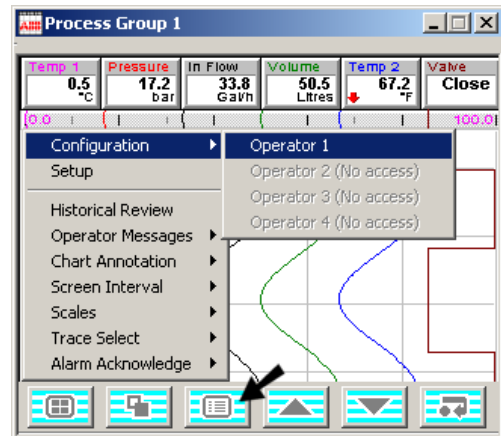 ABB Process Group 1
Temp 1 Pressure In Flow Volume Temp 2 Valve
0.5 17.2 33.8 50.5 67.2 Close
°C bar Gal/h Litres °F
0.0 100.0
Configuration Operator 1
Setup Operator 2 (No access)
Operator 3 (No access)
Historical Review Operator 4 (No access)
Operator Messages
Chart Annotation
Screen Interval
Scales
Trace Select
Alarm Acknowledge